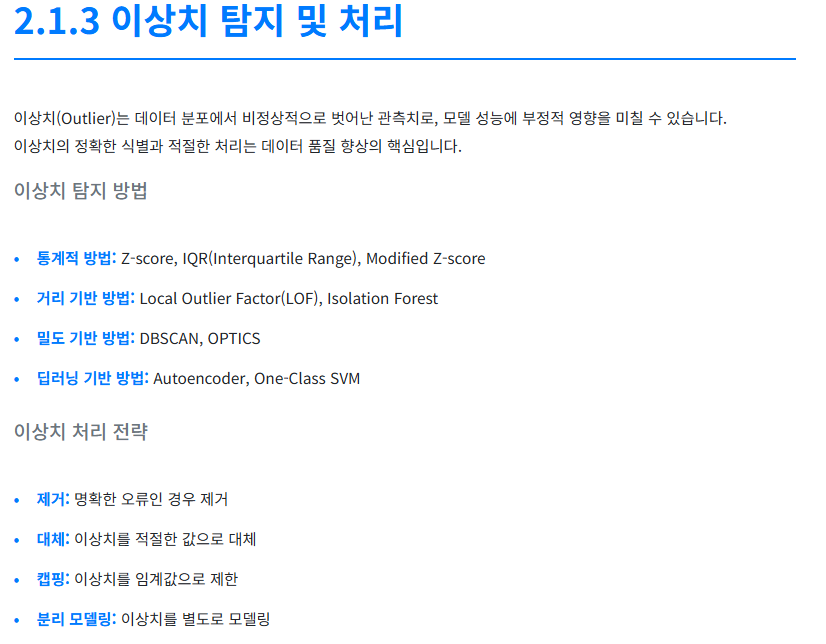 2.1.3 이상치 탐지 및 처리
이상치(Outlier)는 데이터 분포에서 비정상적으로 벗어난 관측치로, 모델 성능에 부정적 영향을 미칠 수 있습니다.
이상치의 정확한 식별과 적절한 처리는 데이터 품질 향상의 핵심입니다.
이상치 탐지 방법
• 통계적 방법: Z-score, IQR(Interquartile Range), Modified Z-score
• 거리 기반 방법: Local Outlier Factor(LOF), Isolation Forest
• 밀도 기반 방법: DBSCAN, OPTICS
• 딥러닝 기반 방법: Autoencoder, One-Class SVM
이상치 처리 전략
• 제거: 명확한 오류인 경우 제거
• 대체: 이상치를 적절한 값으로 대체
• 캡핑: 이상치를 임계값으로 제한
• 분리 모델링: 이상치를 별도로 모델링